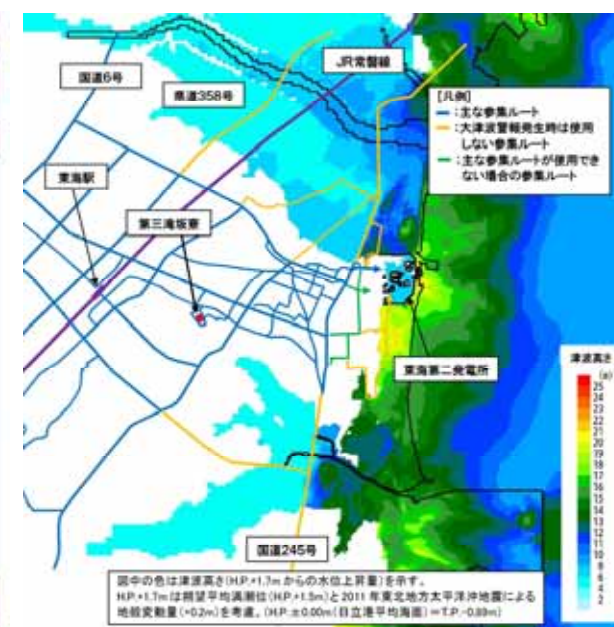 国道6号
県道358号
JR常磐線
[凡例]
━:主な参集ルート
━:大津波警報発生時は使用
しない参集ルート
━:主な参集ルートが使用でき
ない場合の参集ルート
東海駅
第三滝坂寮
東海第二発電所
津波高さ
(m)
25
24
23
22
21
20
19
18
17
16
15
14
13
12
11
10
9
8
6
4
2
国道245号
図中の色は津波高さ(H.P.+1.7mからの水位上昇量)を示す。
H.P.+1.7mは朔望平均満潮位(H.P.+1.5m)と2011年東北地方太平洋沖地震による
地殻変動量(+0.2m)を考慮。(H.P.±0.00m(日立港平均海面)=T.P.-0.89m)